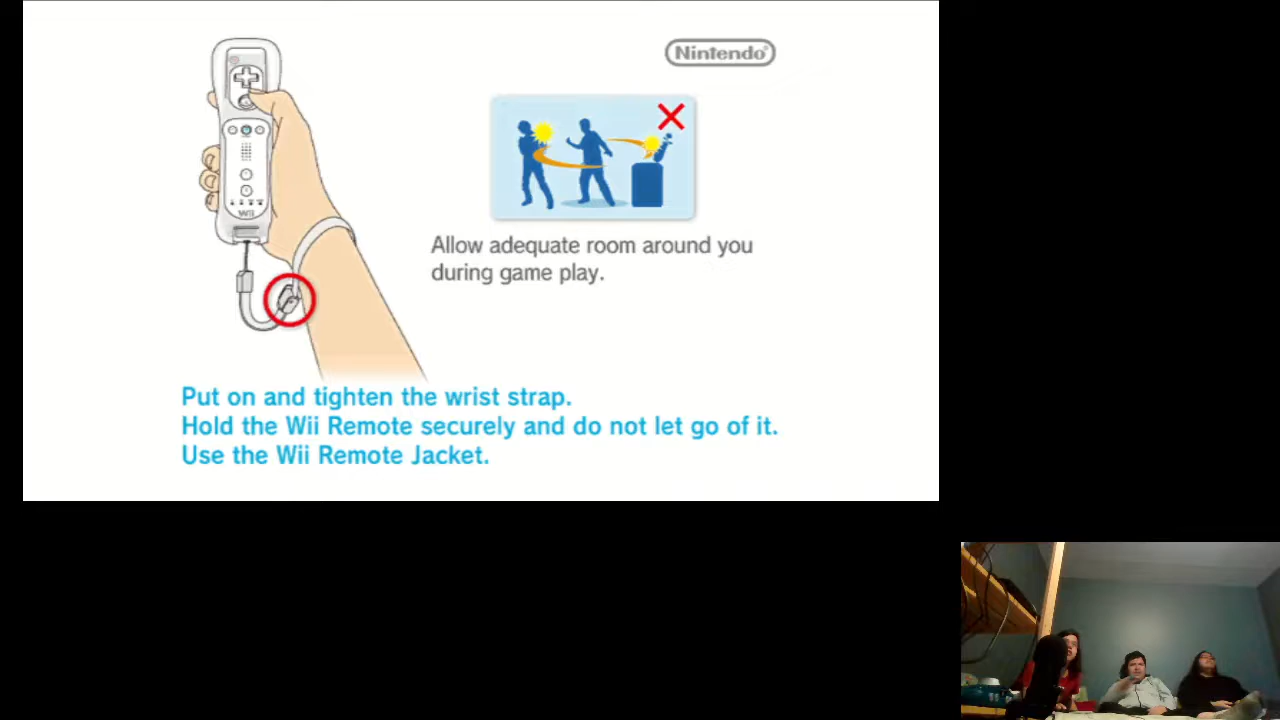 Nintendo®
Wii
Allow adequate room around you
during game play.
Put on and tighten the wrist strap.
Hold the Wii Remote securely and do not let go of it.
Use the Wii Remote Jacket.